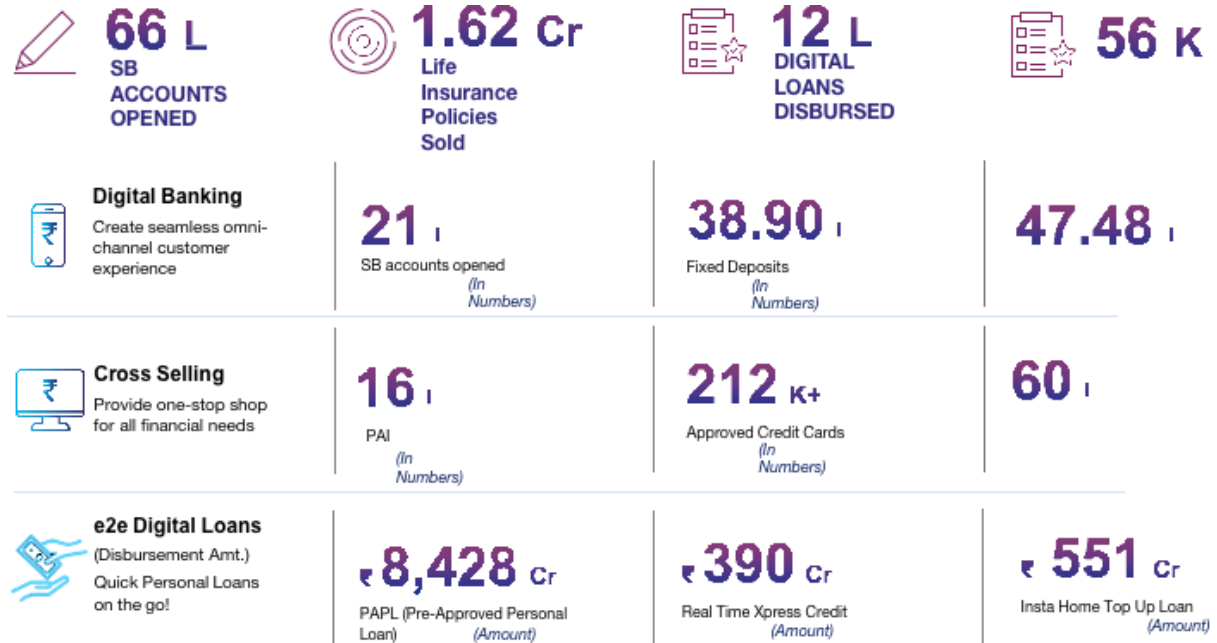 66 L
SB
ACCOUNTS
OPENED
1.62 Cr
Life
Insurance
Policies
Sold
12 L
DIGITAL
LOANS
DISBURSED
56 K
Digital Banking
Create seamless omni-
channel customer
experience
21
SB accounts opened
(In
Numbers)
38.90
Fixed Deposits
(In
Numbers)
47.48
Cross Selling
Provide one-stop shop
for all financial needs
16
PAI
(In
Numbers)
212 K+
Approved Credit Cards
(In
Numbers)
60
e2e Digital Loans
(Disbursement Amt.)
Quick Personal Loans
on the go!
₹ 8,428 Cr
PAPL (Pre-Approved Personal
Loan) (Amount)
₹ 390 Cr
Real Time Xpress Credit
(Amount)
₹ 551 Cr
Insta Home Top Up Loan
(Amount)